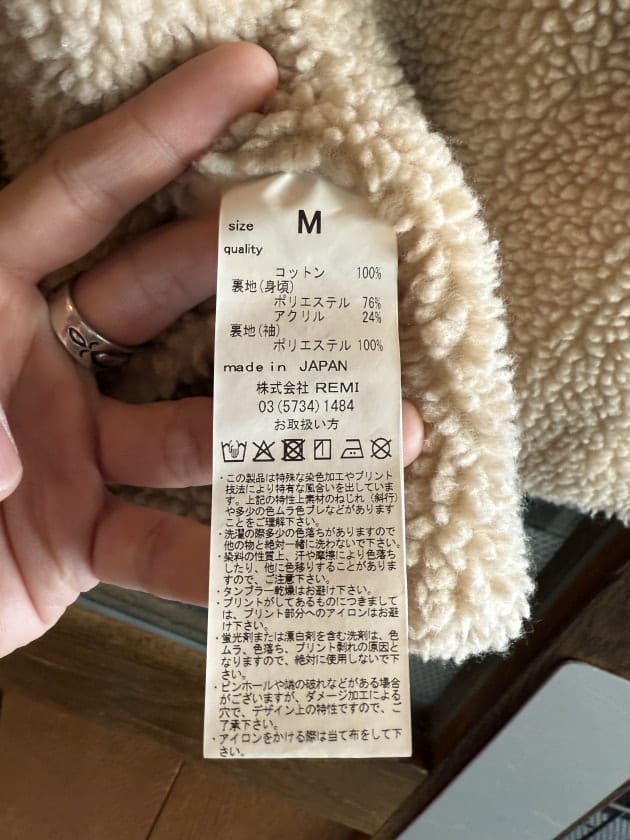 size M
quality
コットン 100%
裏地(身頃)
ポリエステル 76%
アクリル 24%
裏地(袖)
ポリエステル 100%
made in JAPAN
株式会社 REMI
03(5734)1484
お取扱い方
・この製品は特殊な染色加工やプリント
技法により特有な風合いを出していま
す。上記の特性上素材のねじれ(斜行)
や多少の色ムラ色ブレなどがあります
ことをご理解下さい。
・洗濯の際多少の色落ちがありますので
他の物と絶対一緒に洗わないで下さい。
・染料の性質上、汗や摩擦により色落ち
したり、他に色移りすることがありま
すので、ご注意下さい。
・タンブラー乾燥はお避け下さい。
・プリントがしてあるものにつきまして
は、プリント部分へのアイロンはお避
け下さい。
・蛍光剤または漂白剤を含む洗剤は、色
ムラ、色落ち、プリント剥れの原因と
なりますので、絶対に使用しないで下
さい。
・ピンホールや端の破れなどがある場合
がございますが、ダメージ加工による
穴で、デザイン上の特性ですので、ご
了承下さい。
・アイロンをかける際は当て布をして下
さい。